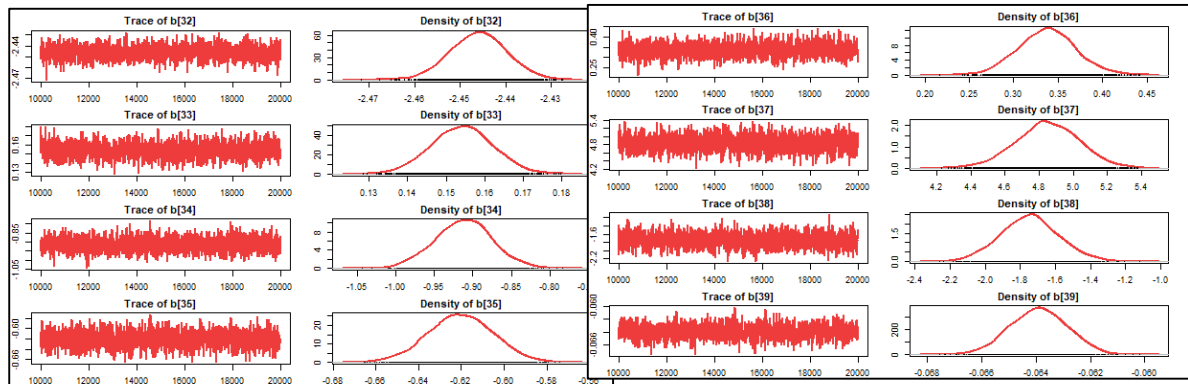 Trace of b[32]
-2.44
-2.47
10000 12000 14000 16000 18000 20000
Density of b[32]
60
30
0
-2.47 -2.46 -2.45 -2.44 -2.43
Trace of b[33]
0.16
0.13
10000 12000 14000 16000 18000 20000
Density of b[33]
40
20
0
0.13 0.14 0.15 0.16 0.17 0.18
Trace of b[34]
-0.85
-1.05
10000 12000 14000 16000 18000 20000
Density of b[34]
8
4
0
-1.05 -1.00 -0.95 -0.90 -0.85 -0.80
Trace of b[35]
-0.60
-0.66
10000 12000 14000 16000 18000 20000
Density of b[35]
20
10
0
-0.68 -0.66 -0.64 -0.62 -0.60 -0.58 -0.56
Trace of b[36]
0.40
0.25
10000 12000 14000 16000 18000 20000
Density of b[36]
8
4
0
0.20 0.25 0.30 0.35 0.40 0.45
Trace of b[37]
5.4
4.8
4.2
10000 12000 14000 16000 18000 20000
Density of b[37]
2.0
1.0
0.0
4.2 4.4 4.6 4.8 5.0 5.2 5.4
Trace of b[38]
-1.6
-2.2
10000 12000 14000 16000 18000 20000
Density of b[38]
1.5
0.0
-2.4 -2.2 -2.0 -1.8 -1.6 -1.4 -1.2 -1.0
Trace of b[39]
-0.060
-0.066
10000 12000 14000 16000 18000 20000
Density of b[39]
200
0
-0.068 -0.066 -0.064 -0.062 -0.060